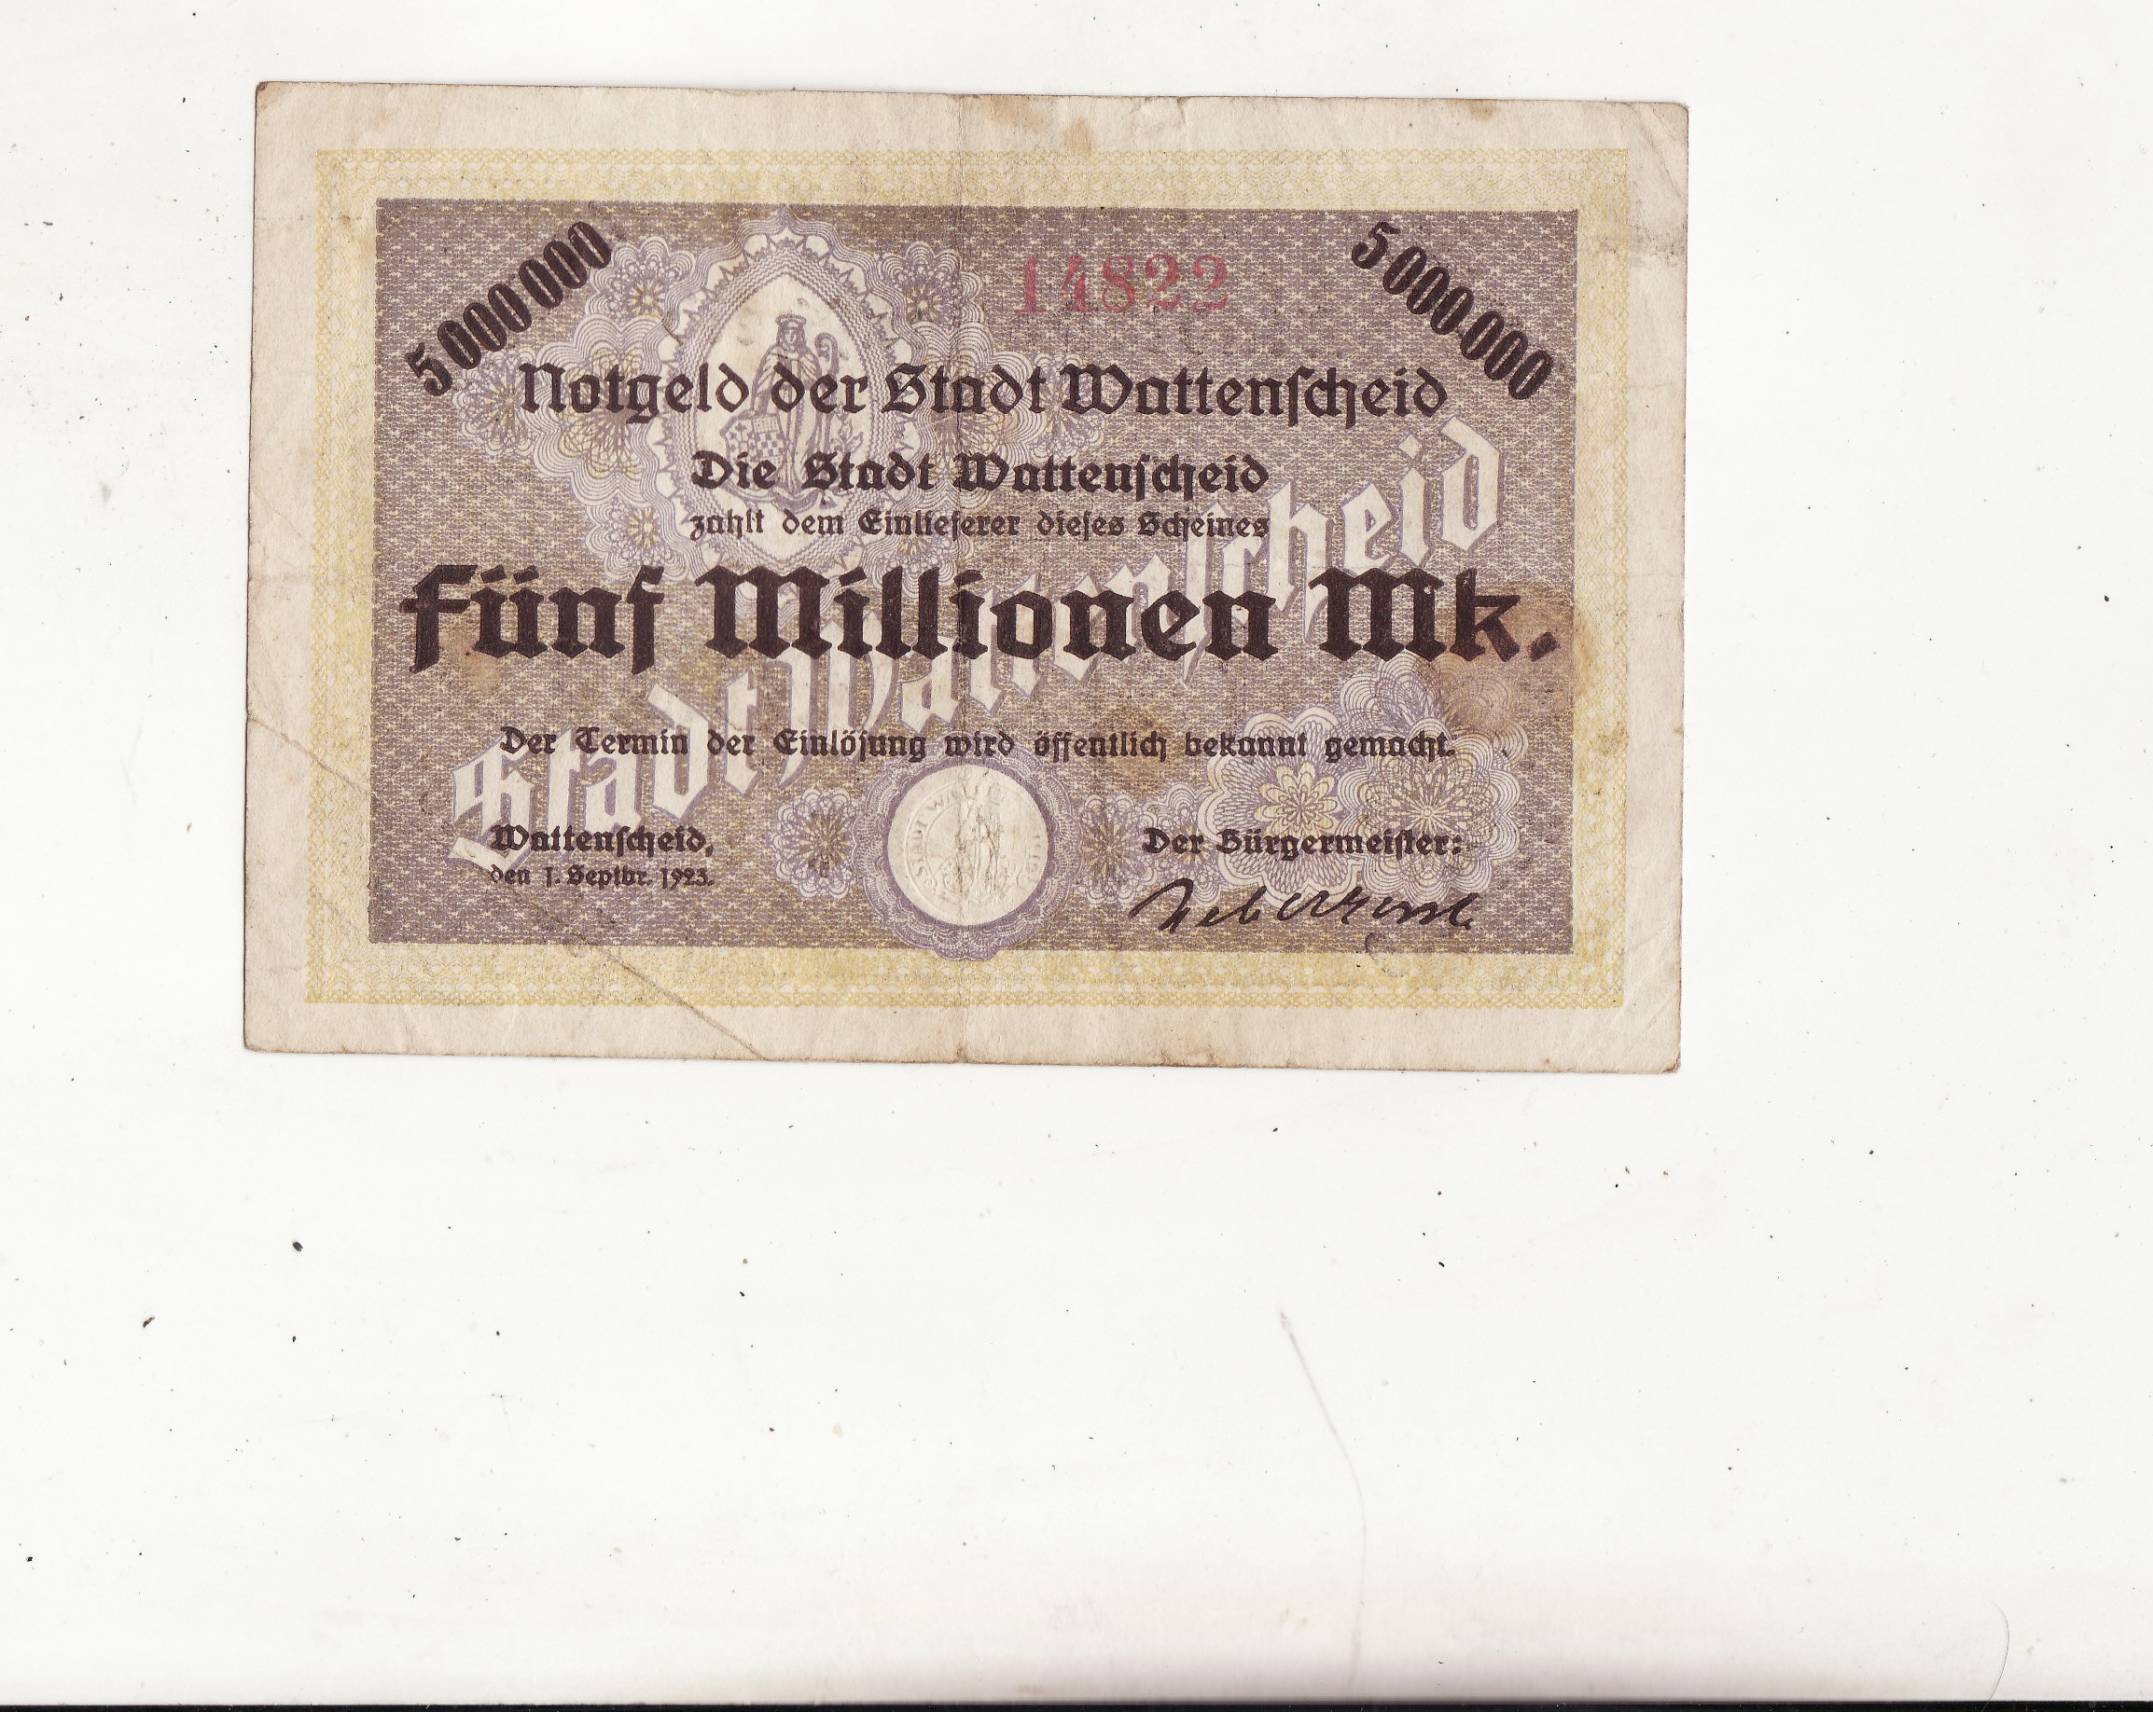 5000000
5000000
14822
Notgeld der Stadt Wattenscheid
Die Stadt Wattenscheid
zahlt dem Einlieferer dieses Scheines
Fünf Millionen Mk.
Stadt Wattenscheid
Der Termin der Einlösung wird öffentlich bekannt gemacht.
Wattenscheid,
den 1. Septbr. 1923.
Der Bürgermeister: